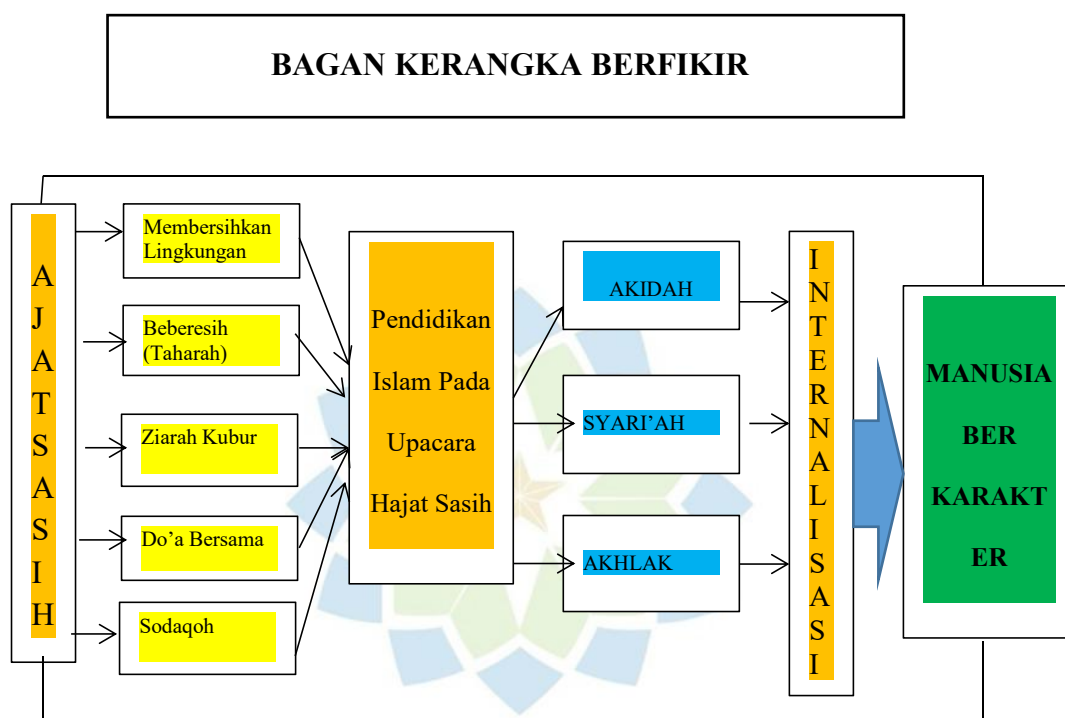 BAGAN KERANGKA BERFIKIR
A
J
A
T
S
A
S
I
H
Membersihkan
Lingkungan
Beberesih
(Taharah)
Ziarah Kubur
Do’a Bersama
Sodaqoh
Pendidikan
Islam Pada
Upacara
Hajat Sasih
AKIDAH
SYARI’AH
AKHLAK
I
N
T
E
R
N
A
L
I
S
A
S
I
MANUSIA
BER
KARAKT
ER